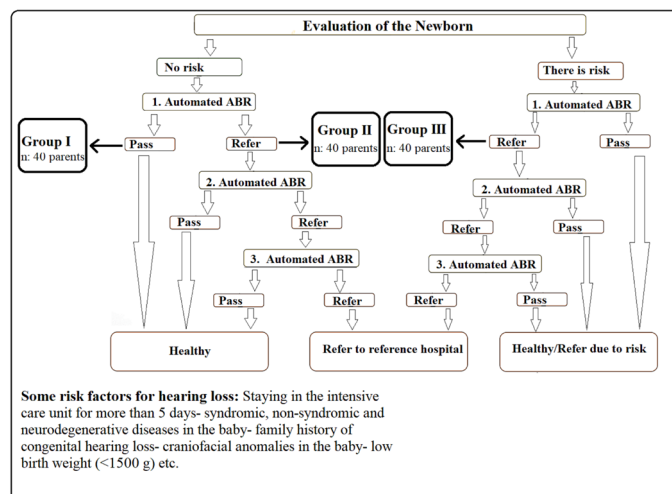 Evaluation of the Newborn
No risk
There is risk
1. Automated ABR
1. Automated ABR
Group I
n: 40 parents
Pass
Refer
Group II
n: 40 parents
Group III
n: 40 parents
Refer
Pass
2. Automated ABR
2. Automated ABR
Pass
Refer
Refer
Pass
3. Automated ABR
3. Automated ABR
Pass
Refer
Refer
Pass
Healthy
Refer to reference hospital
Healthy/Refer due to risk
Some risk factors for hearing loss: Staying in the intensive
care unit for more than 5 days- syndromic, non-syndromic and
neurodegenerative diseases in the baby- family history of
congenital hearing loss- craniofacial anomalies in the baby- low
birth weight (<1500 g) etc.